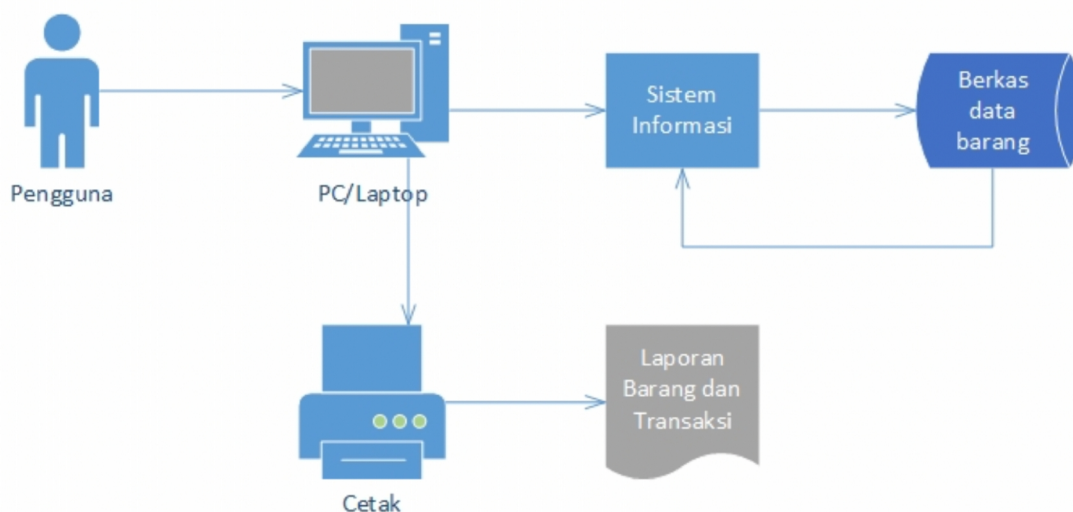 Pengguna
PC/Laptop
Sistem
Informasi
Berkas
data
barang
Cetak
Laporan
Barang dan
Transaksi